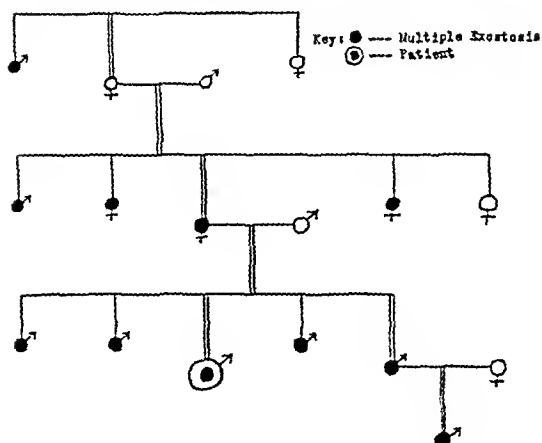 Key: ● --- Multiple Exostosis
--- Patient